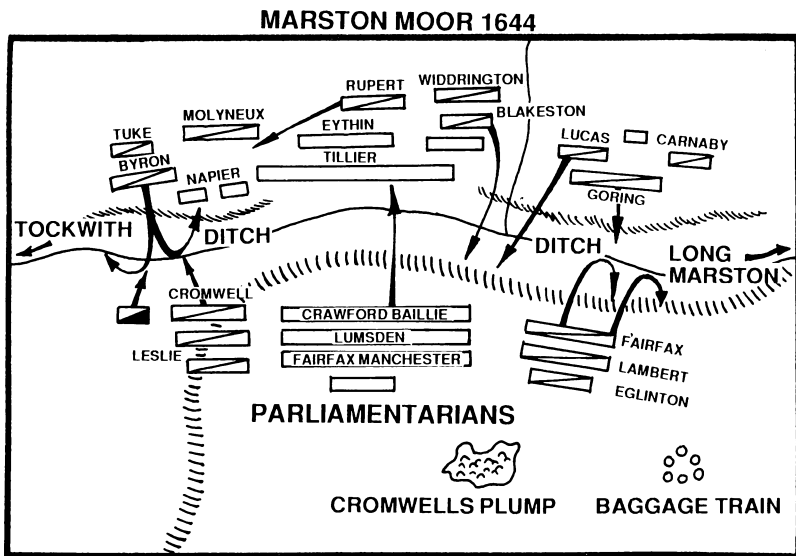 MARSTON MOOR 1644
RUPERT
WIDDRINGTON
MOLYNEUX
BLAKESTON
TUKE
EYTHIN
LUCAS
CARNABY
BYRON
TILLIER
NAPIER
GORING
TOCKWITH
DITCH
DITCH
LONG
MARSTON
CROMWELL
CRAWFORD BAILLIE
LUMSDEN
LESLIE
FAIRFAX MANCHESTER
FAIRFAX
LAMBERT
EGLINTON
PARLIAMENTARIANS
CROMWELLS PLUMP
BAGGAGE TRAIN